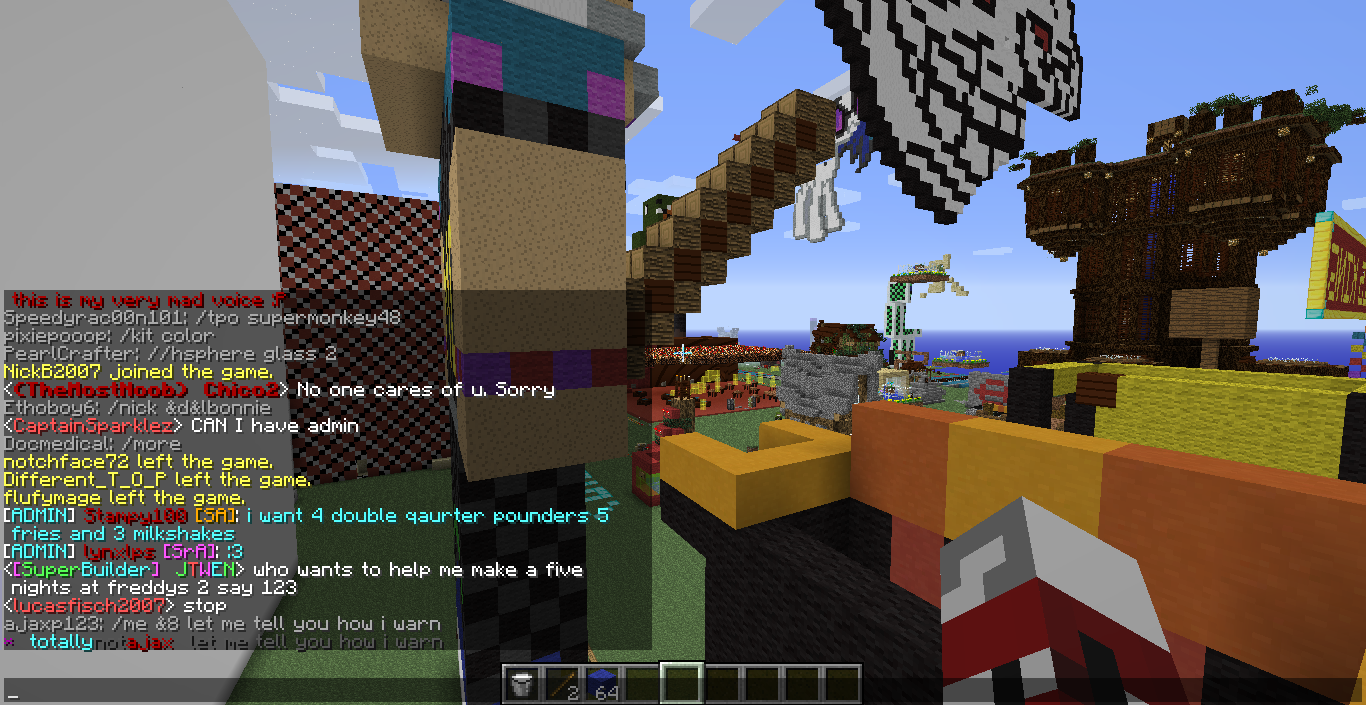 this is my very mad voice !!
Speedyrac00n101: /tpo supermonkey48
pixiepooop: /kit color
PearlCrafter: //hsphere glass 2
NickB2007 joined the game.
<(TheMostNoob) Chico2> No one cares of u. Sorry
Ethoboy6: /nick &d&lbonnie
<CaptainSparklez> CAN I have admin
Docmedical: /more
notchface72 left the game.
Different_T_O_P left the game.
flufymage left the game.
[ADMIN] Stampy100 [SA]: i want 4 double qaurter pounders 5
fries and 3 milkshakes
[ADMIN] lynxlps [SrA]: :3
<[SuperBuilder] JTWEN> who wants to help me make a five
nights at freddys 2 say 123
<lucasfisch2007> stop
ajaxp123: /me &8 let me tell you how i warn
* totallynotajax let me tell you how i warn
_
2
64